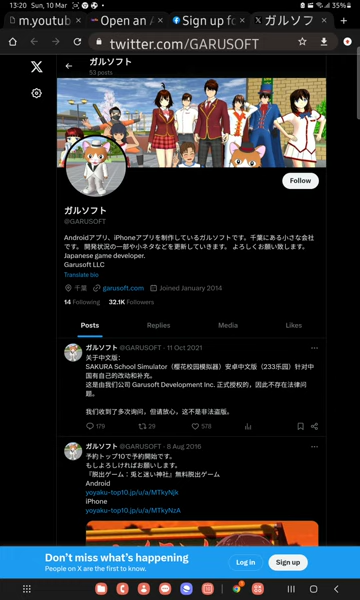 13:20 Sun, 10 Mar
35%
m.youtube
Open an A
Sign up fo
ガルソフト
twitter.com/GARUSOFT
ガルソフト
53 posts
Follow
ガルソフト
@GARUSOFT
Androidアプリ、iPhoneアプリを制作しているガルソフトです。千葉にある小さな会社
です。 開発状況の一部や小ネタなどを更新していきます。 よろしくお願い致します。
Japanese game developer.
Garusoft LLC
Translate bio
千葉 garusoft.com Joined January 2014
14 Following 32.1K Followers
Posts Replies Media Likes
ガルソフト @GARUSOFT · 11 Oct 2021
关于中文版：
SAKURA School Simulator（樱花校园模拟器）安卓中文版（233乐园）针对中
国有自己的改动和补充。
这是由我们公司 Garusoft Development Inc. 正式授权的，因此不存在法律问
题。
我们收到了多次询问，但请放心，这不是非法盗版。
179 29 578
ガルソフト @GARUSOFT · 8 Aug 2016
予約トップ10で予約開始です。
もしよろしければお願いします。
『脱出ゲーム：兎と迷い神社』無料脱出ゲーム
Android
yoyaku-top10.jp/u/a/MTkyNjk
iPhone
yoyaku-top10.jp/u/a/MTkyNzA
Don't miss what's happening
People on X are the first to know.
Log in
Sign up